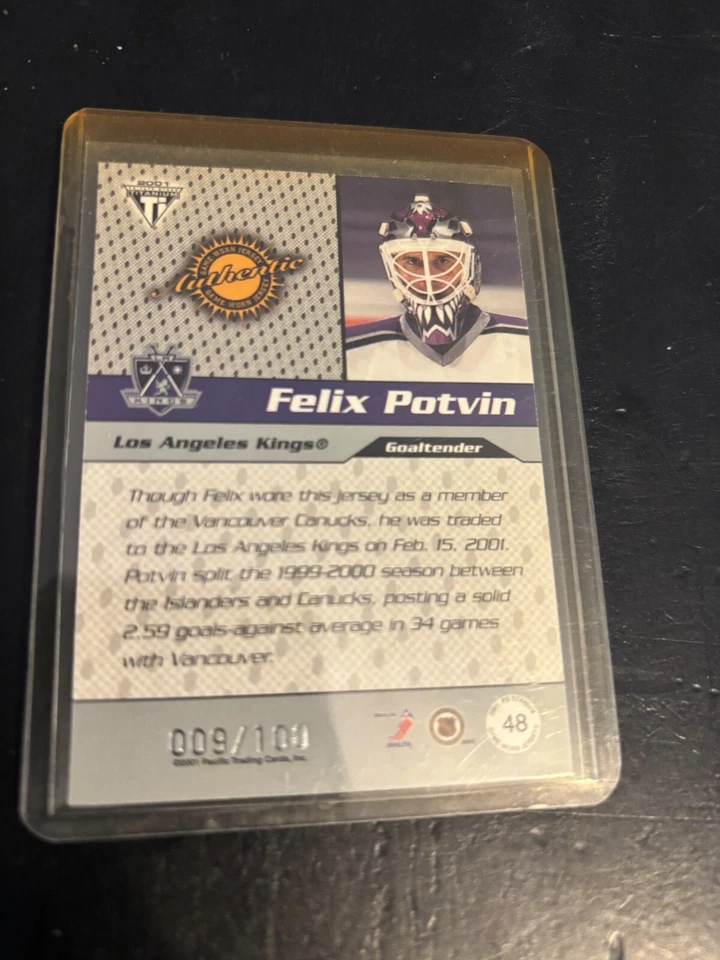 2001
TITANIUM
Ti
GAME-WORN JERSEY
Authentic
GAME-WORN JERSEY
KINGS
Felix Potvin
Los Angeles Kings®
Goaltender
Though Felix wore this jersey as a member
of the Vancouver Canucks, he was traded
to the Los Angeles Kings on Feb. 15, 2001.
Potvin split the 1999-2000 season between
the Islanders and Canucks, posting a solid
2.59 goals-against average in 34 games
with Vancouver.
009/100
©2001 Pacific Trading Cards, Inc.
48